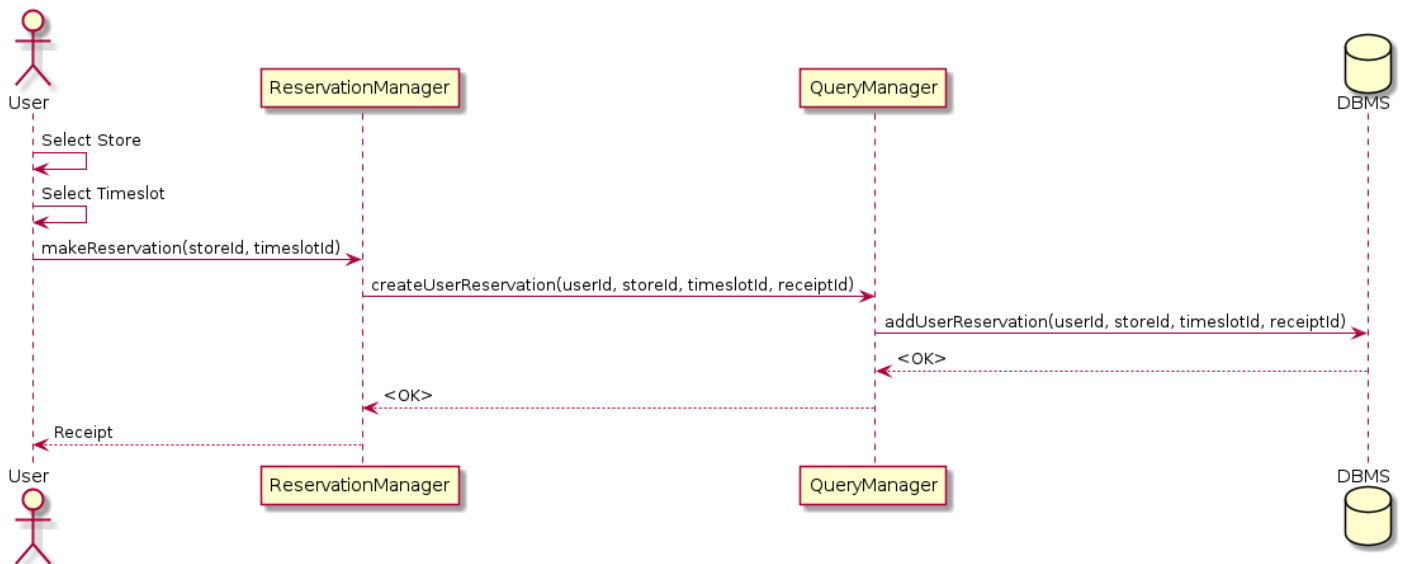 User
ReservationManager
QueryManager
DBMS
Select Store
Select Timeslot
makeReservation(storeId, timeslotId)
createUserReservation(userId, storeId, timeslotId, receiptId)
addUserReservation(userId, storeId, timeslotId, receiptId)
<OK>
<OK>
Receipt
User
ReservationManager
QueryManager
DBMS